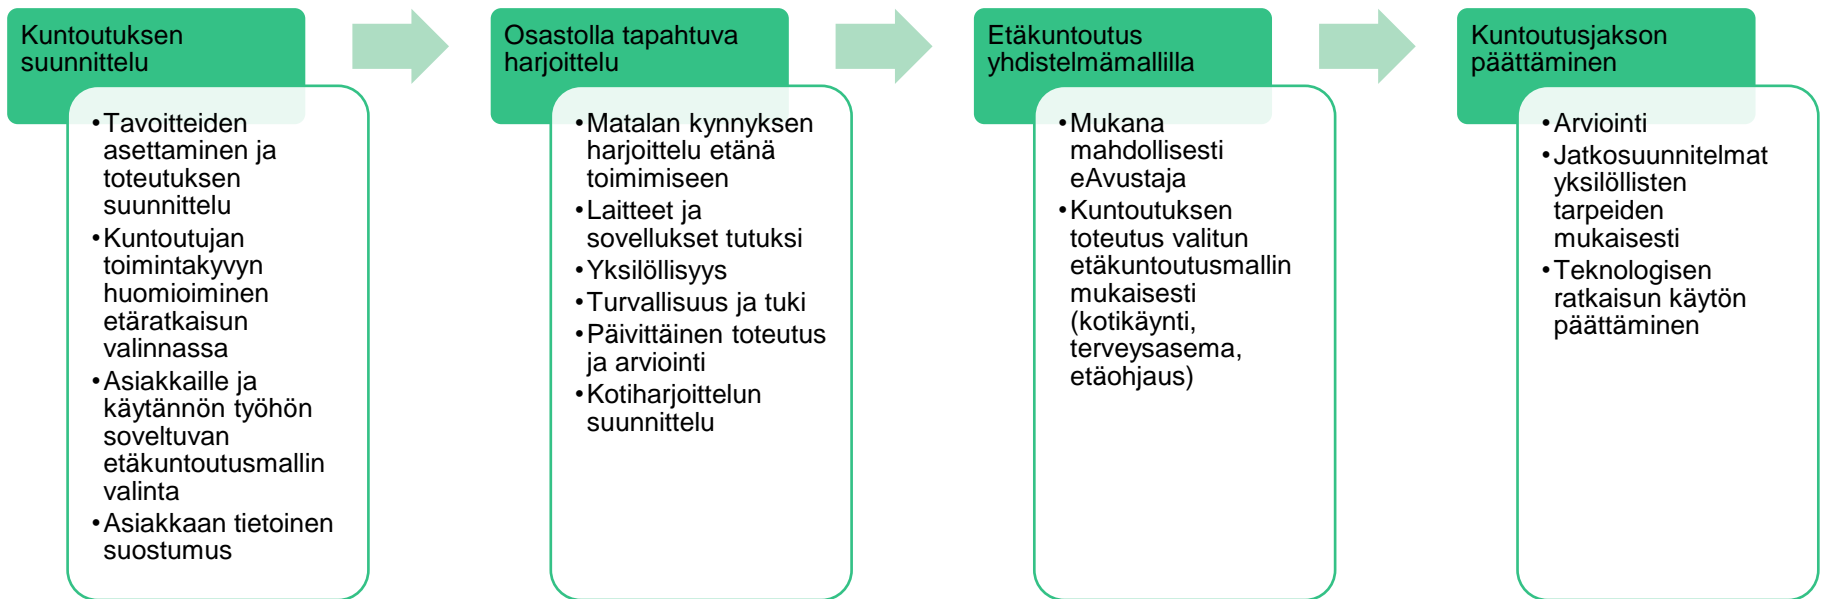 Kuntoutuksen
suunnittelu
•Tavoitteiden
asettaminen ja
toteutuksen
suunnittelu
•Kuntoutujan
toimintakyvyn
huomioiminen
etäratkaisun
valinnassa
•Asiakkaille ja
käytännön työhön
soveltuvan
etäkuntoutusmallin
valinta
•Asiakkaan tietoinen
suostumus
Osastolla tapahtuva
harjoittelu
•Matalan kynnyksen
harjoittelu etänä
toimimiseen
•Laitteet ja
sovellukset tutuksi
•Yksilöllisyys
•Turvallisuus ja tuki
•Päivittäinen toteutus
ja arviointi
•Kotiharjoittelun
suunnittelu
Etäkuntoutus
yhdistelmämallilla
•Mukana
mahdollisesti
eAvustaja
•Kuntoutuksen
toteutus valitun
etäkuntoutusmallin
mukaisesti
(kotikäynti,
terveysasema,
etäohjaus)
Kuntoutusjakson
päättäminen
•Arviointi
•Jatkosuunnitelmat
yksilöllisten
tarpeiden
mukaisesti
•Teknologisen
ratkaisun käytön
päättäminen